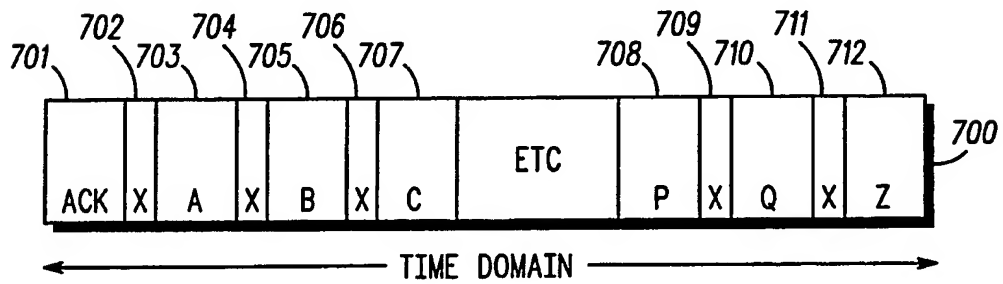 702 704 706 709 711
701 703 705 707 708 710 712
700
ETC
ACK X A X B X C P X Q X Z
TIME DOMAIN